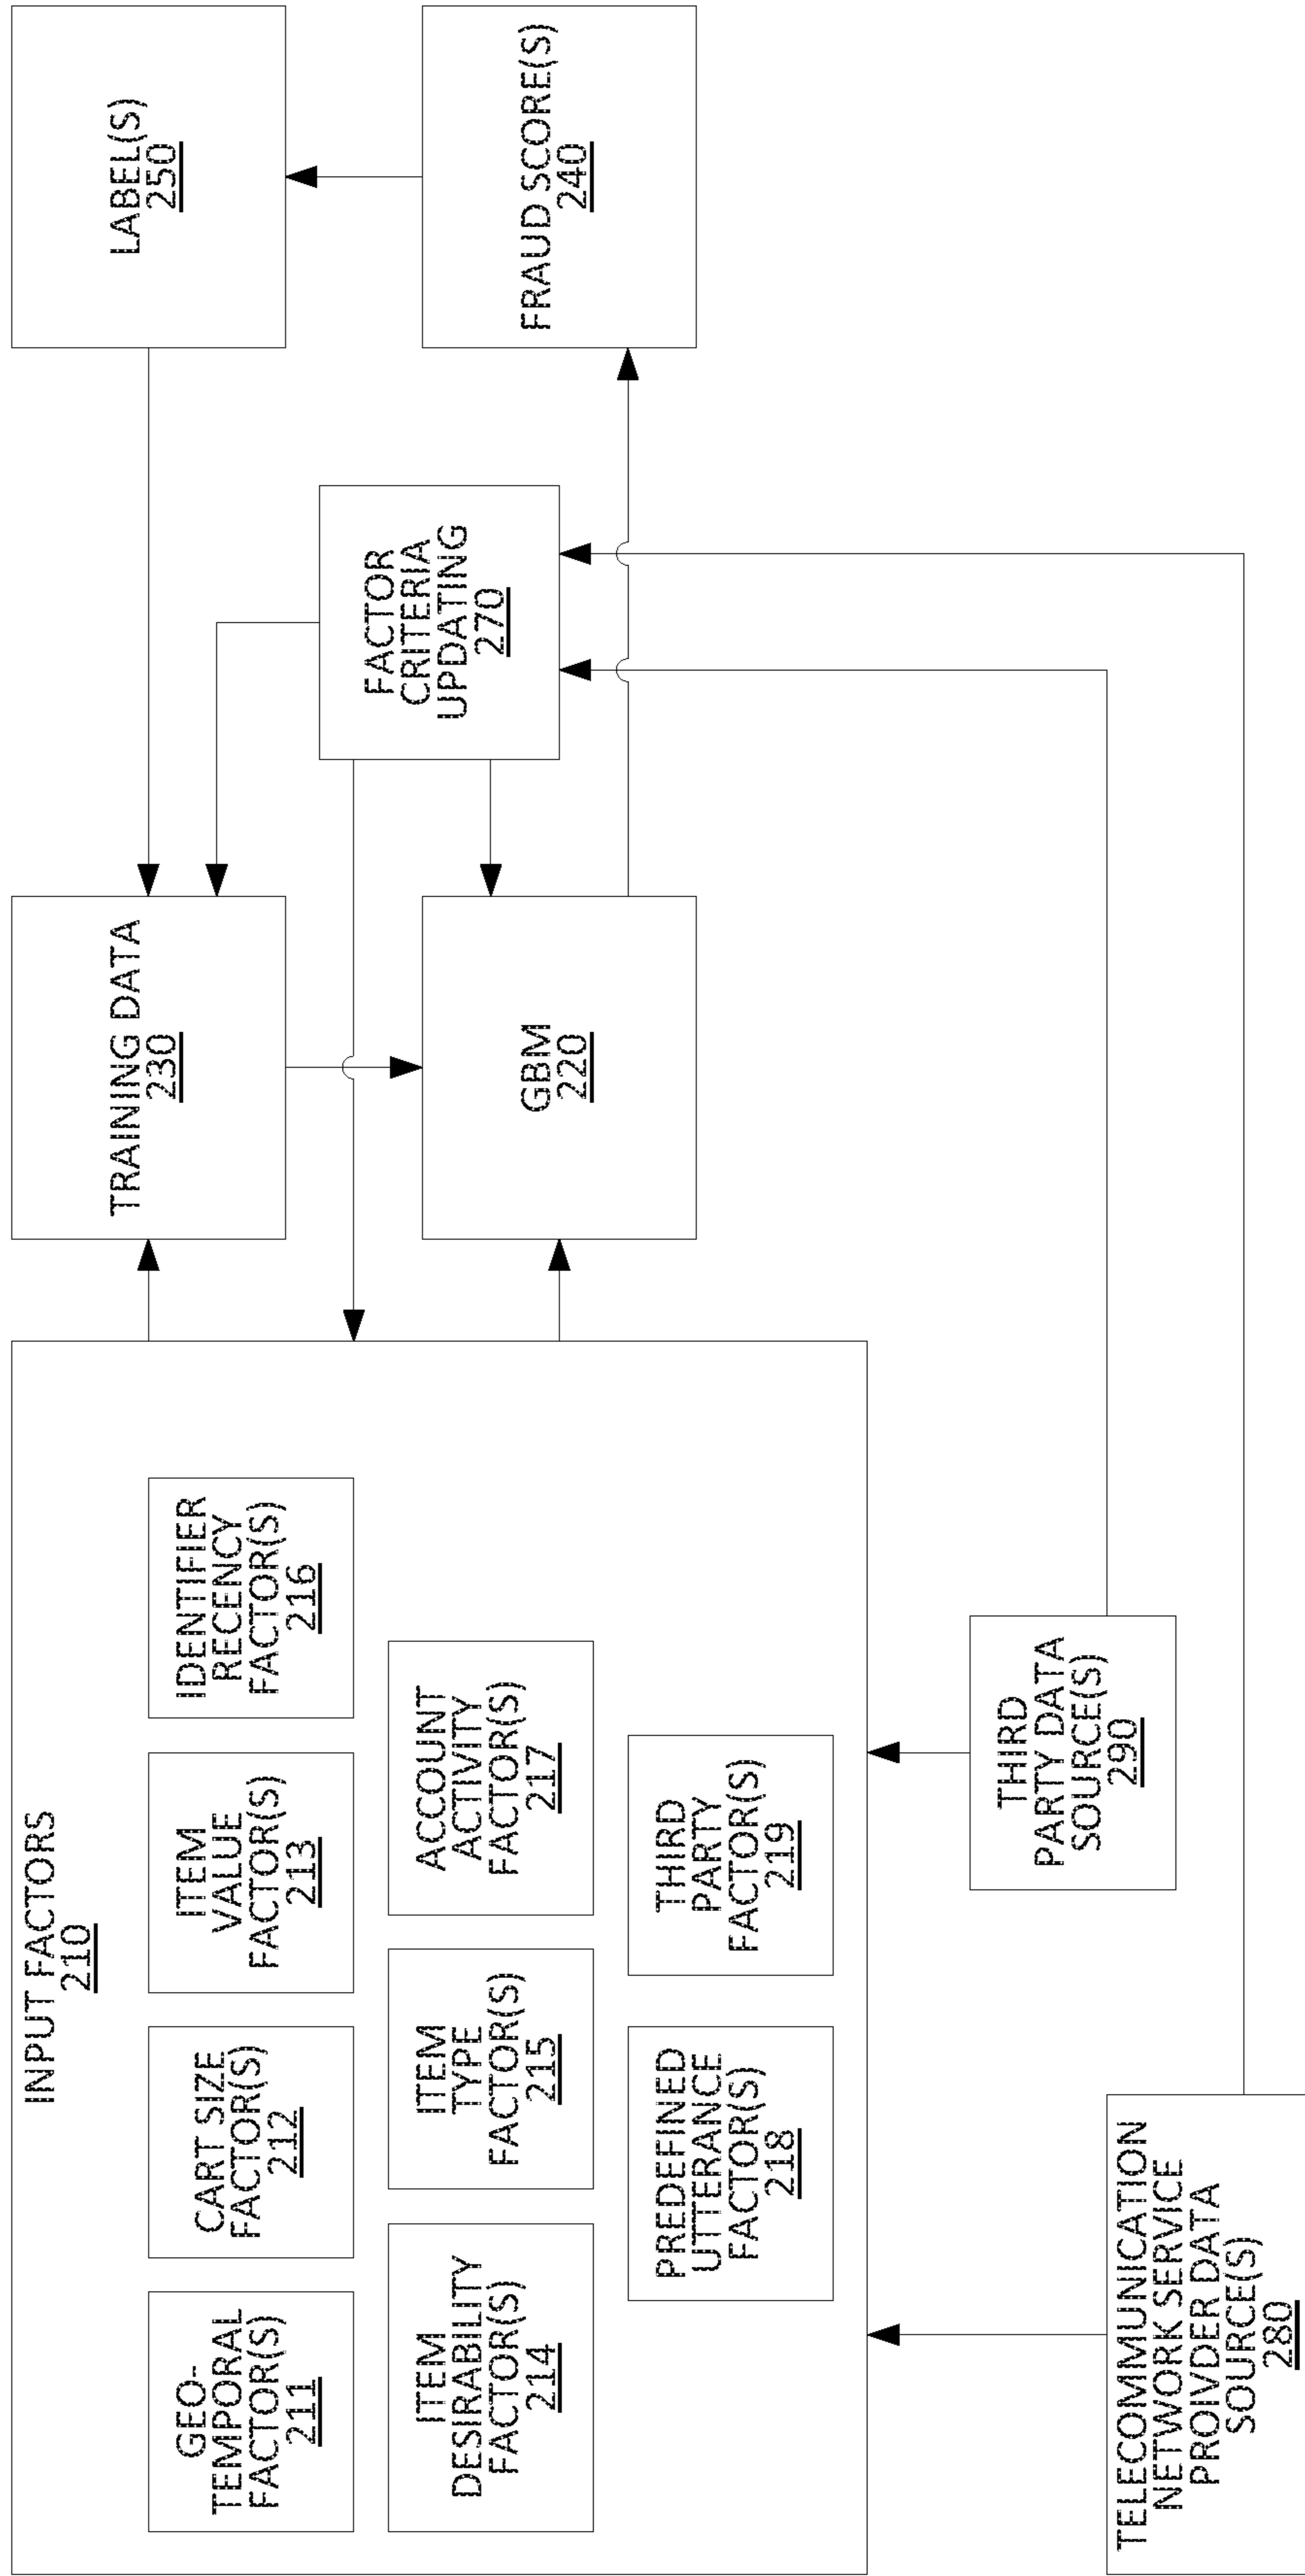 INPUT FACTORS
210
GEO-
TEMPORAL
FACTOR(S)
211
CART SIZE
FACTOR(S)
212
ITEM
VALUE
FACTOR(S)
213
IDENTIFIER
RECENCY
FACTOR(S)
216
ITEM
DESIRABILITY
FACTOR(S)
214
ITEM
TYPE
FACTOR(S)
215
ACCOUNT
ACTIVITY
FACTOR(S)
217
PREDEFINED
UTTERANCE
FACTOR(S)
218
THIRD
PARTY
FACTOR(S)
219
TRAINING DATA
230
GBM
220
FACTOR
CRITERIA
UPDATING
270
LABEL(S)
250
FRAUD SCORE(S)
240
THIRD
PARTY DATA
SOURCE(S)
290
TELECOMMUNICATION
NETWORK SERVICE
PROIVDER DATA
SOURCE(S)
280